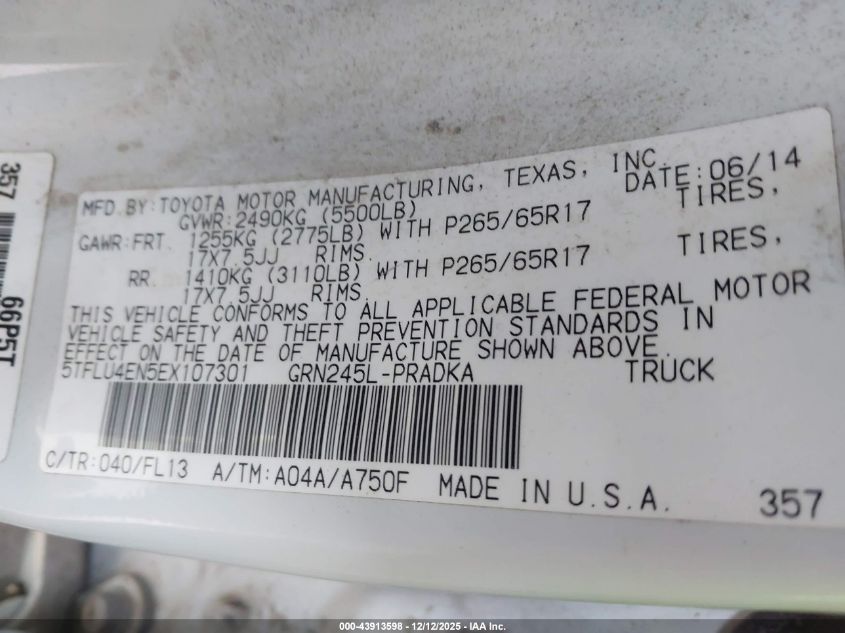 MFD.BY:TOYOTA MOTOR MANUFACTURING, TEXAS, INC. DATE:06/14
GVWR:2490KG (5500LB)
GAWR:FRT. 1255KG (2775LB) WITH P265/65R17 TIRES,
17X7.5JJ RIMS.
RR. 1410KG (3110LB) WITH P265/65R17 TIRES,
17X7.5JJ RIMS.
THIS VEHICLE CONFORMS TO ALL APPLICABLE FEDERAL MOTOR
VEHICLE SAFETY AND THEFT PREVENTION STANDARDS IN
EFFECT ON THE DATE OF MANUFACTURE SHOWN ABOVE.
5TFLU4EN5EX107301 GRN245L-PRADKA TRUCK
C/TR:040/FL13 A/TM:A04A/A750F MADE IN U.S.A. 357
357 66P5T
000-43913598 - 12/12/2025 - IAA Inc.